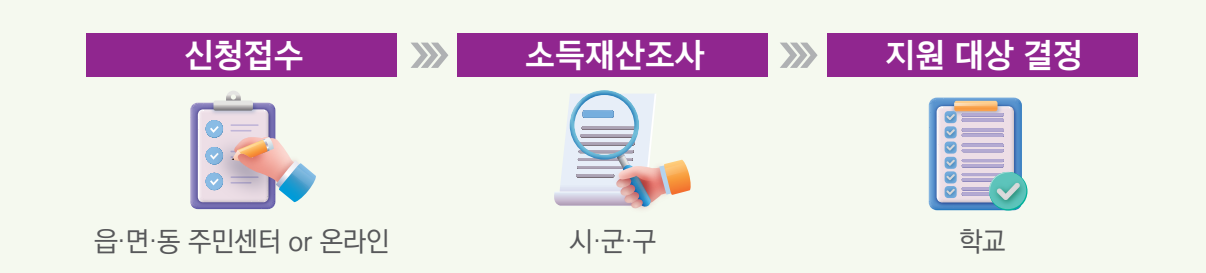 신청접수
소득재산조사
지원 대상 결정
읍·면·동 주민센터 or 온라인
시·군·구
학교